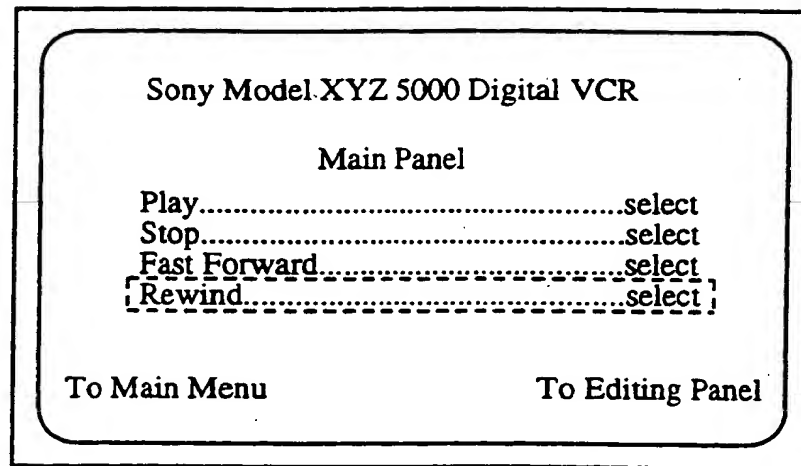 Sony Model XYZ 5000 Digital VCR
Main Panel
Play..................................................select
Stop..................................................select
Fast Forward....................................select
Rewind.............................................select
To Main Menu To Editing Panel